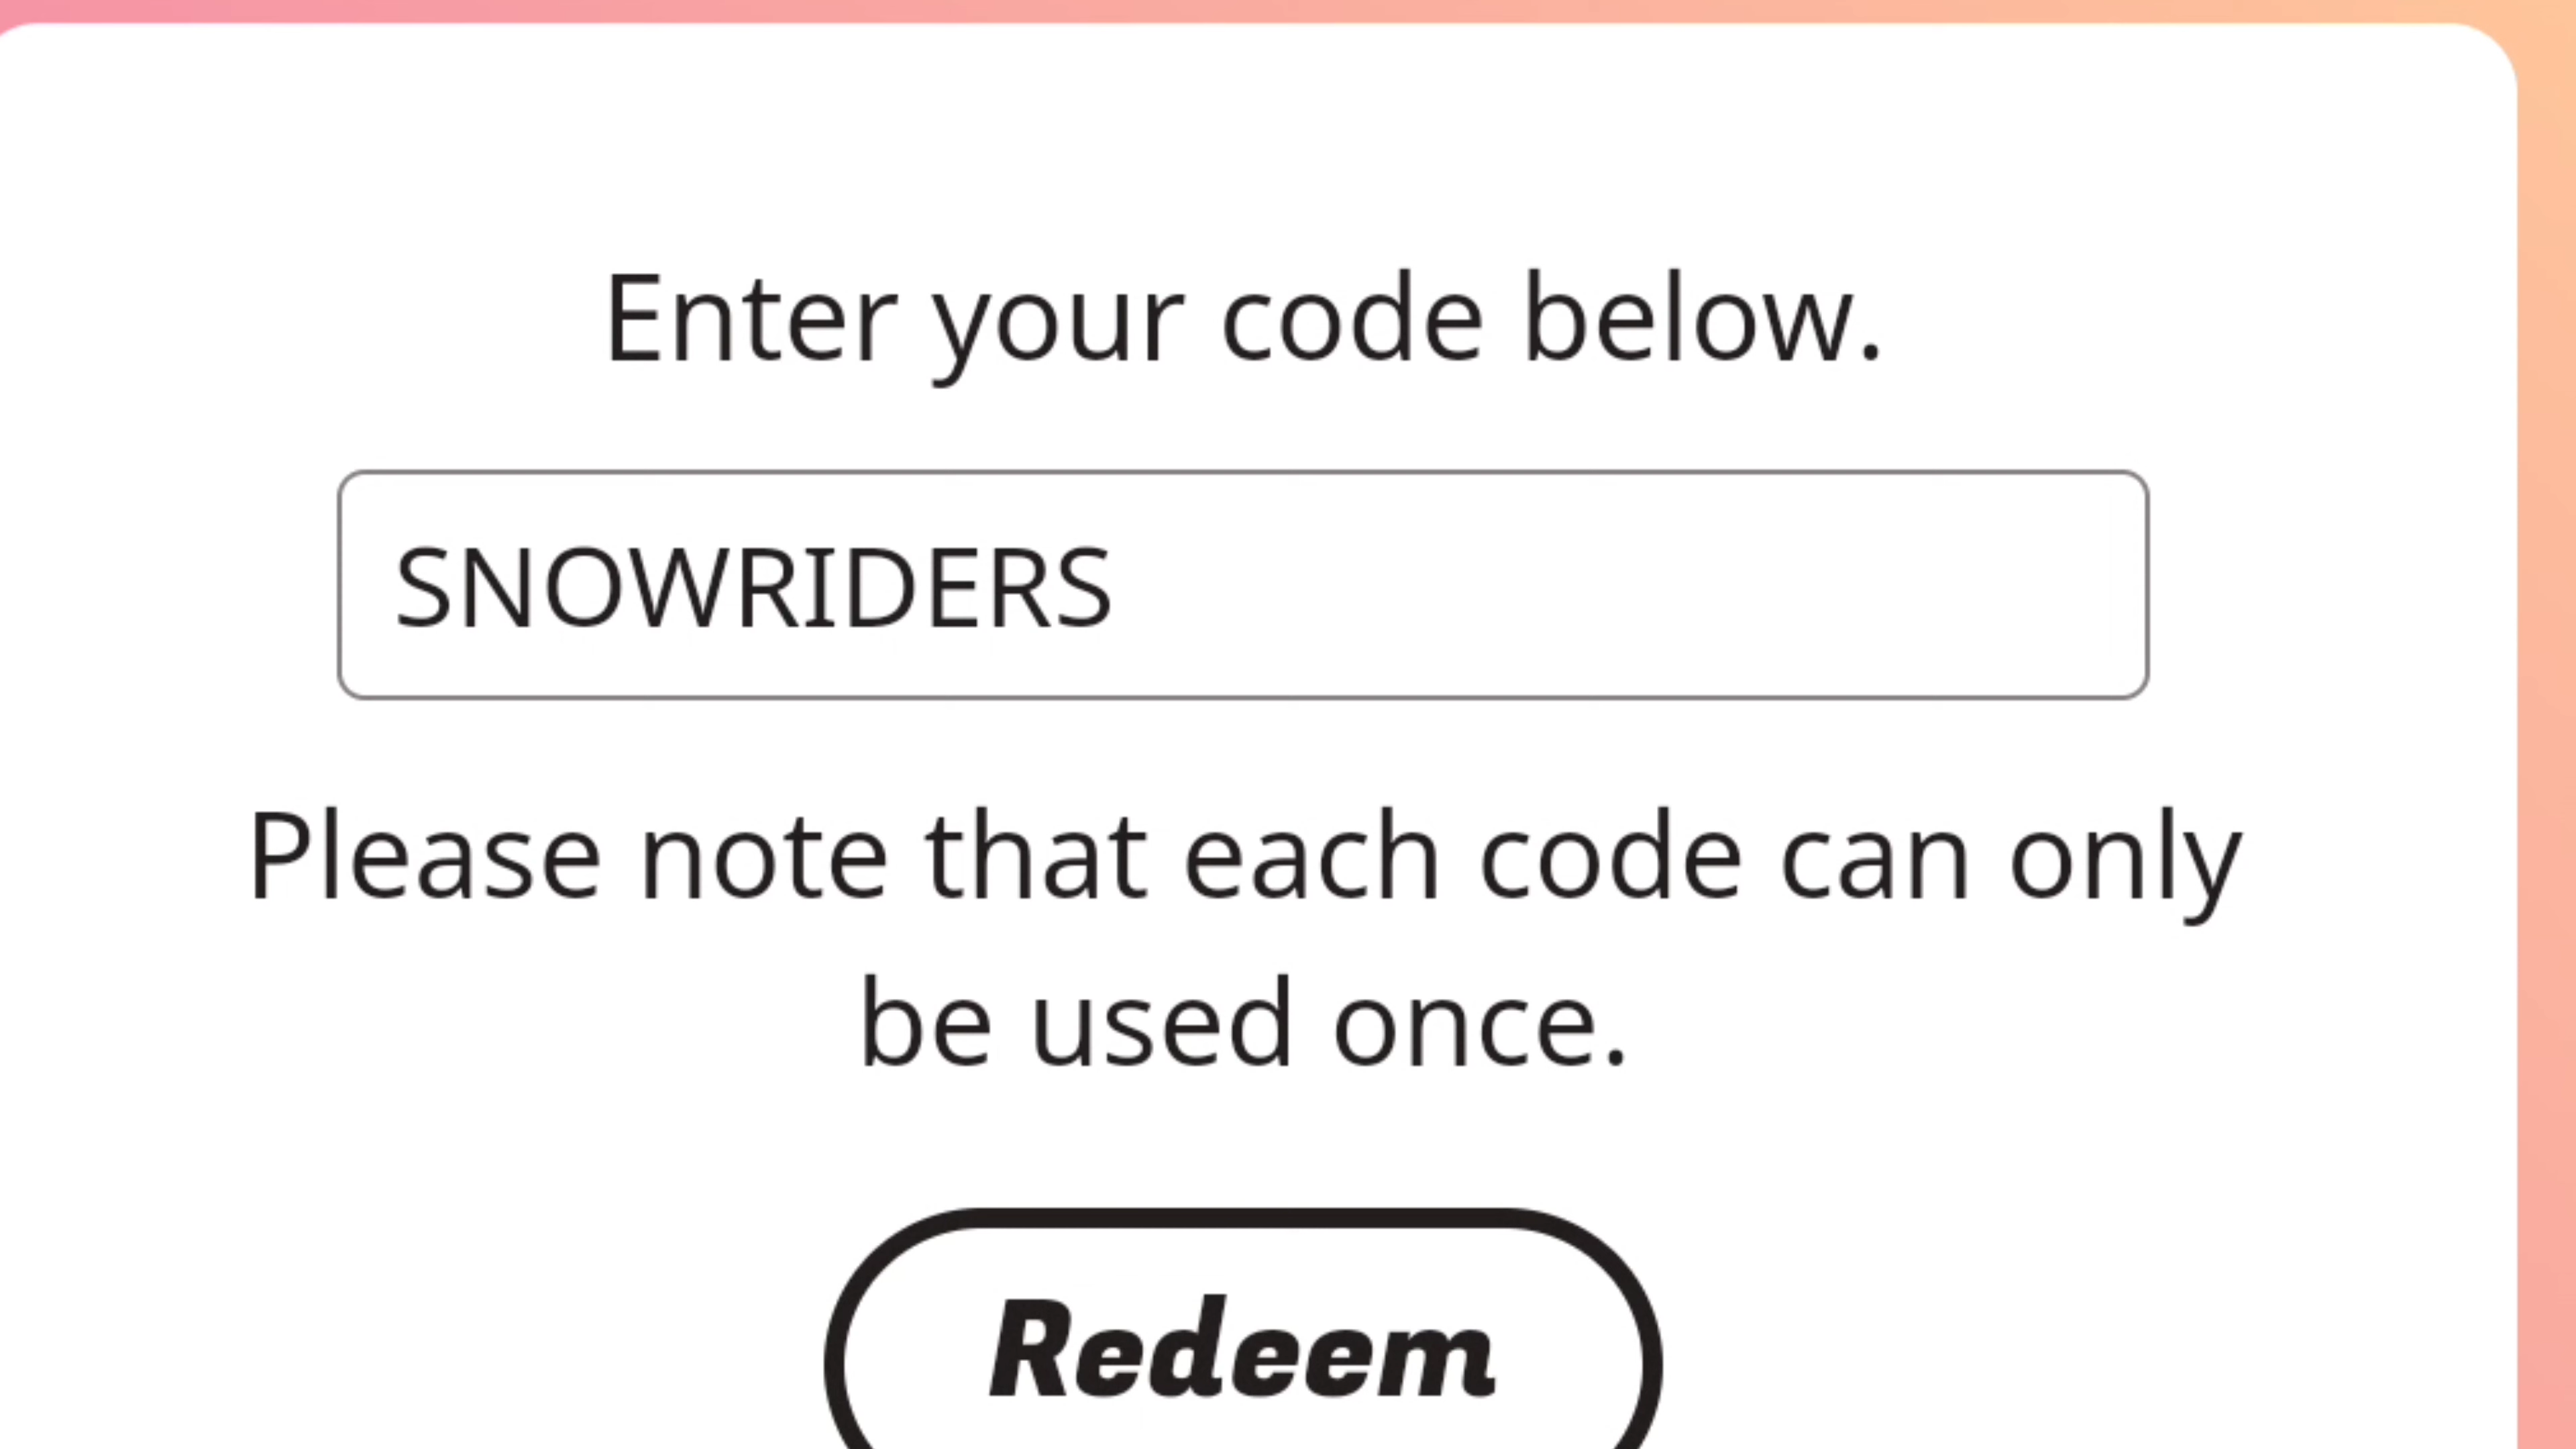 Enter your code below.
SNOWRIDERS
Please note that each code can only
be used once.
Redeem